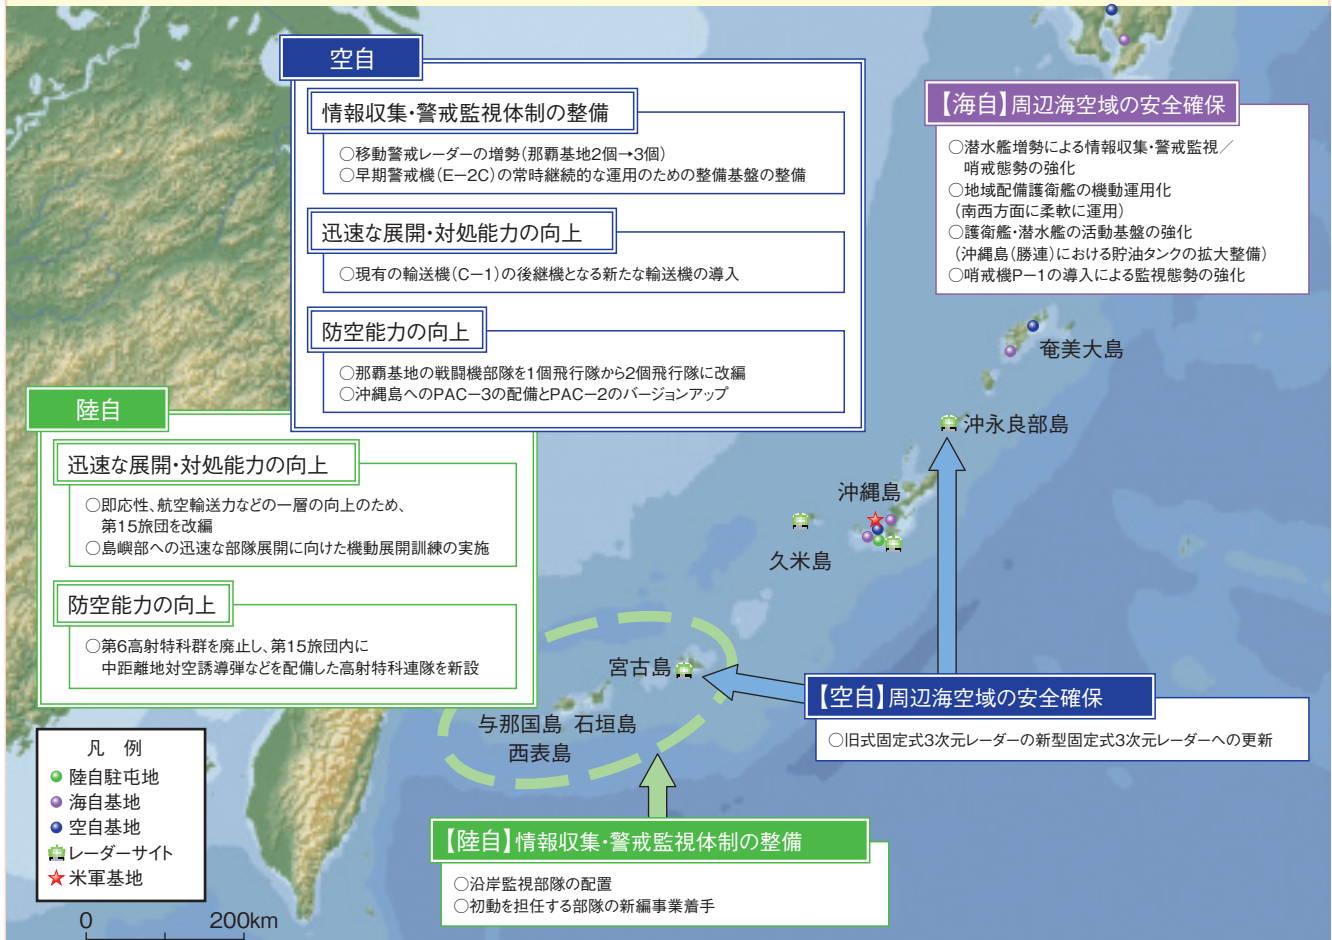 空自
情報収集・警戒監視体制の整備
○移動警戒レーダーの増勢（那覇基地2個→3個）
○早期警戒機（E－2C）の常時継続的な運用のための整備基盤の整備
迅速な展開・対処能力の向上
○現有の輸送機（C－1）の後継機となる新たな輸送機の導入
防空能力の向上
○那覇基地の戦闘機部隊を1個飛行隊から2個飛行隊に改編
○沖縄島へのPAC－3の配備とPAC－2のバージョンアップ
【海自】周辺海空域の安全確保
○潜水艦増勢による情報収集・警戒監視／
哨戒態勢の強化
○地域配備護衛艦の機動運用化
（南西方面に柔軟に運用）
○護衛艦・潜水艦の活動基盤の強化
（沖縄島（勝連）における貯油タンクの拡大整備）
○哨戒機P－1の導入による監視態勢の強化
陸自
迅速な展開・対処能力の向上
○即応性、航空輸送力などの一層の向上のため、
第15旅団を改編
○島嶼部への迅速な部隊展開に向けた機動展開訓練の実施
防空能力の向上
○第6高射特科群を廃止し、第15旅団内に
中距離地対空誘導弾などを配備した高射特科連隊を新設
奄美大島
沖永良部島
沖縄島
久米島
宮古島
与那国島 石垣島
西表島
【空自】周辺海空域の安全確保
○旧式固定式3次元レーダーの新型固定式3次元レーダーへの更新
【陸自】情報収集・警戒監視体制の整備
○沿岸監視部隊の配置
○初動を担任する部隊の新編事業着手
凡 例
陸自駐屯地
海自基地
空自基地
レーダーサイト
米軍基地
0 200km